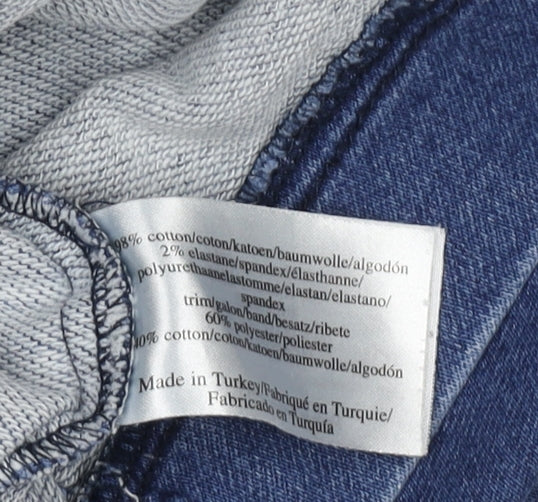 98% cotton/coton/katoen/baumwolle/algodón
2% elastane/spandex/élasthanne/
polyurethaanelastomme/elastan/elastano/
spandex
trim/galon/band/besatz/ribete
60% polyester/poliester
40% cotton/coton/katoen/baumwolle/algodón
Made in Turkey/Fabriqué en Turquie/
Fabricado en Turquía